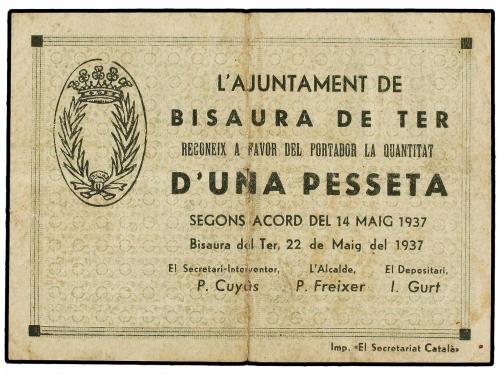 L'AJUNTAMENT DE
BISAURA DE TER
RECONEIX A FAVOR DEL PORTADOR LA QUANTITAT
D'UNA PESSETA
SEGONS ACORD DEL 14 MAIG 1937
Bisaura del Ter, 22 de Maig del 1937
El Secretari-Interventor, L'Alcalde, El Depositari,
P. Cuyás P. Freixer I. Gurt
Imp. «El Secretariat Català»